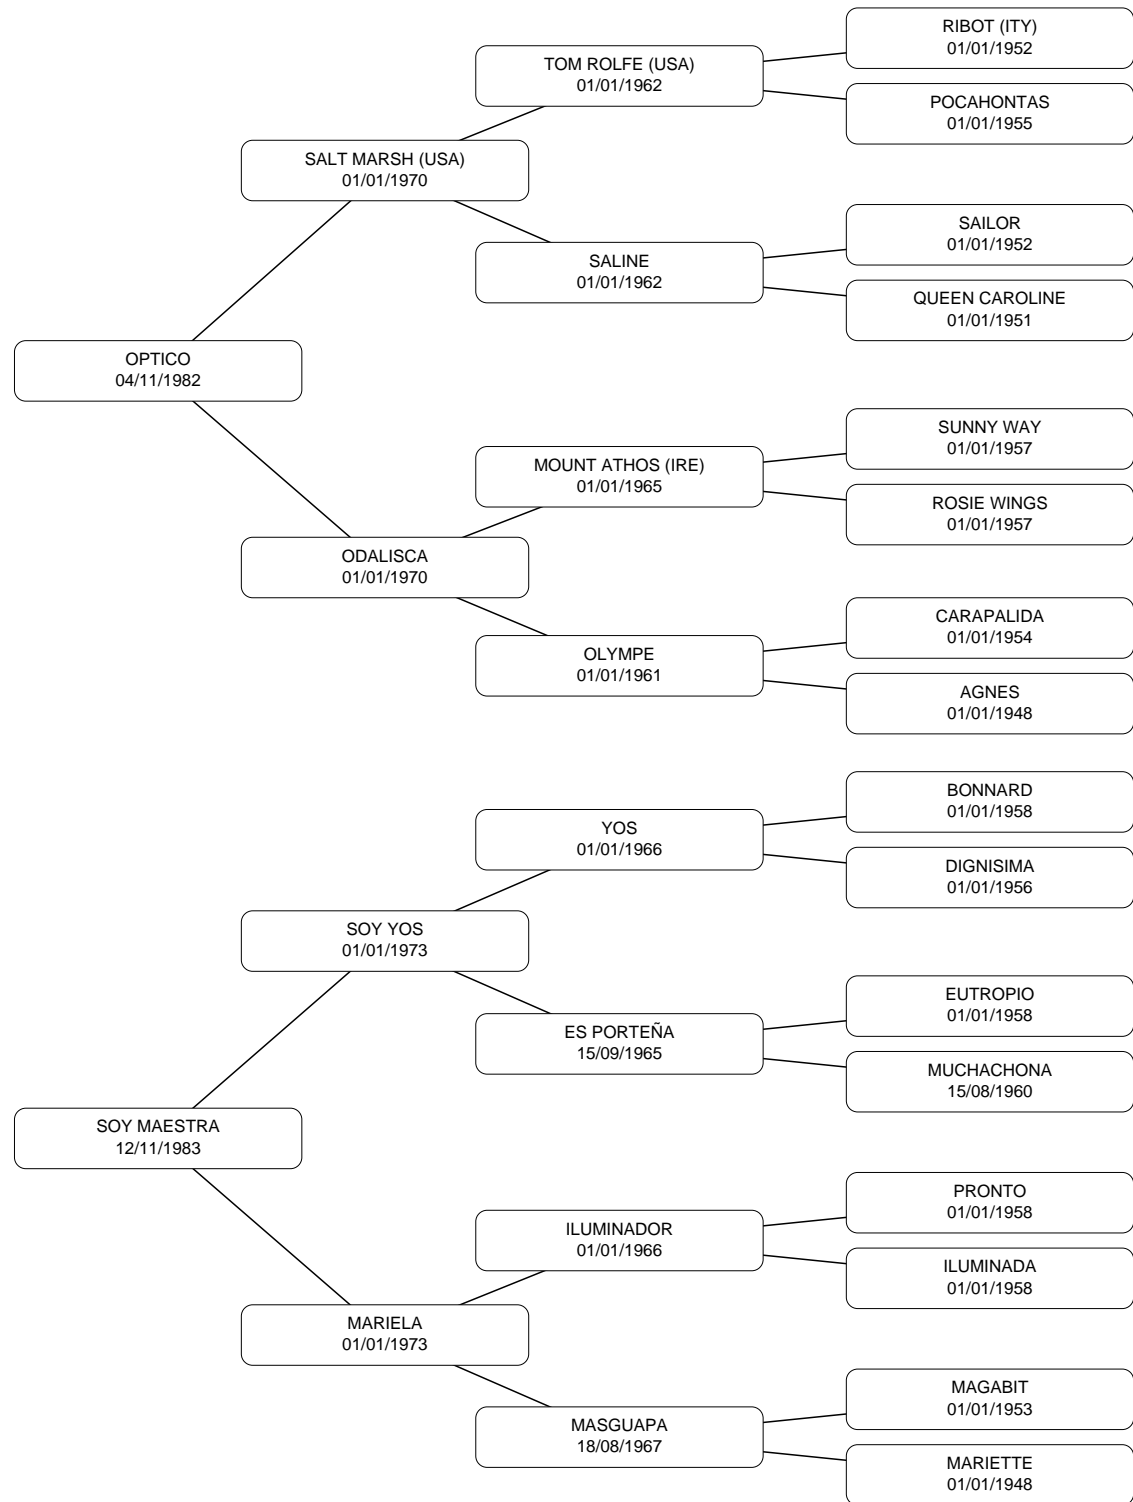 RIBOT (ITY)
01/01/1952
TOM ROLFE (USA)
01/01/1962
POCAHONTAS
01/01/1955
SALT MARSH (USA)
01/01/1970
SAILOR
01/01/1952
SALINE
01/01/1962
QUEEN CAROLINE
01/01/1951
OPTICO
04/11/1982
SUNNY WAY
01/01/1957
MOUNT ATHOS (IRE)
01/01/1965
ROSIE WINGS
01/01/1957
ODALISCA
01/01/1970
CARAPALIDA
01/01/1954
OLYMPE
01/01/1961
AGNES
01/01/1948
BONNARD
01/01/1958
YOS
01/01/1966
DIGNISIMA
01/01/1956
SOY YOS
01/01/1973
EUTROPIO
01/01/1958
ES PORTEÑA
15/09/1965
MUCHACHONA
15/08/1960
SOY MAESTRA
12/11/1983
PRONTO
01/01/1958
ILUMINADOR
01/01/1966
ILUMINADA
01/01/1958
MARIELA
01/01/1973
MAGABIT
01/01/1953
MASGUAPA
18/08/1967
MARIETTE
01/01/1948